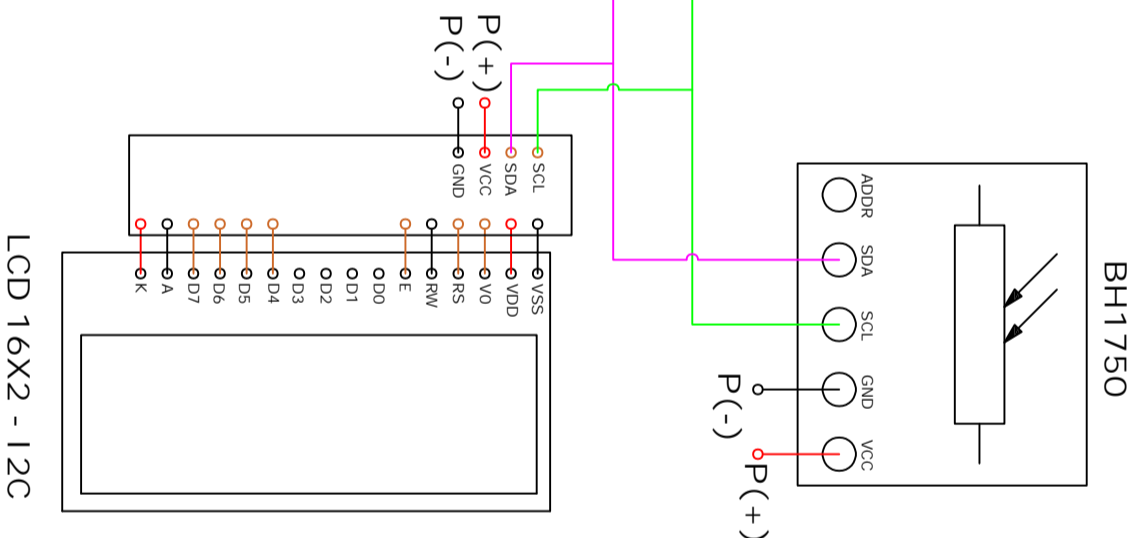 P(+)
P(-)
SCL
SDA
VCC
GND
VSS
VDD
V0
RS
RW
E
D0
D1
D2
D3
D4
D5
D6
D7
A
K
LCD 16X2 - I2C
BH1750
ADDR
SDA
SCL
GND
VCC
P(-)
P(+)